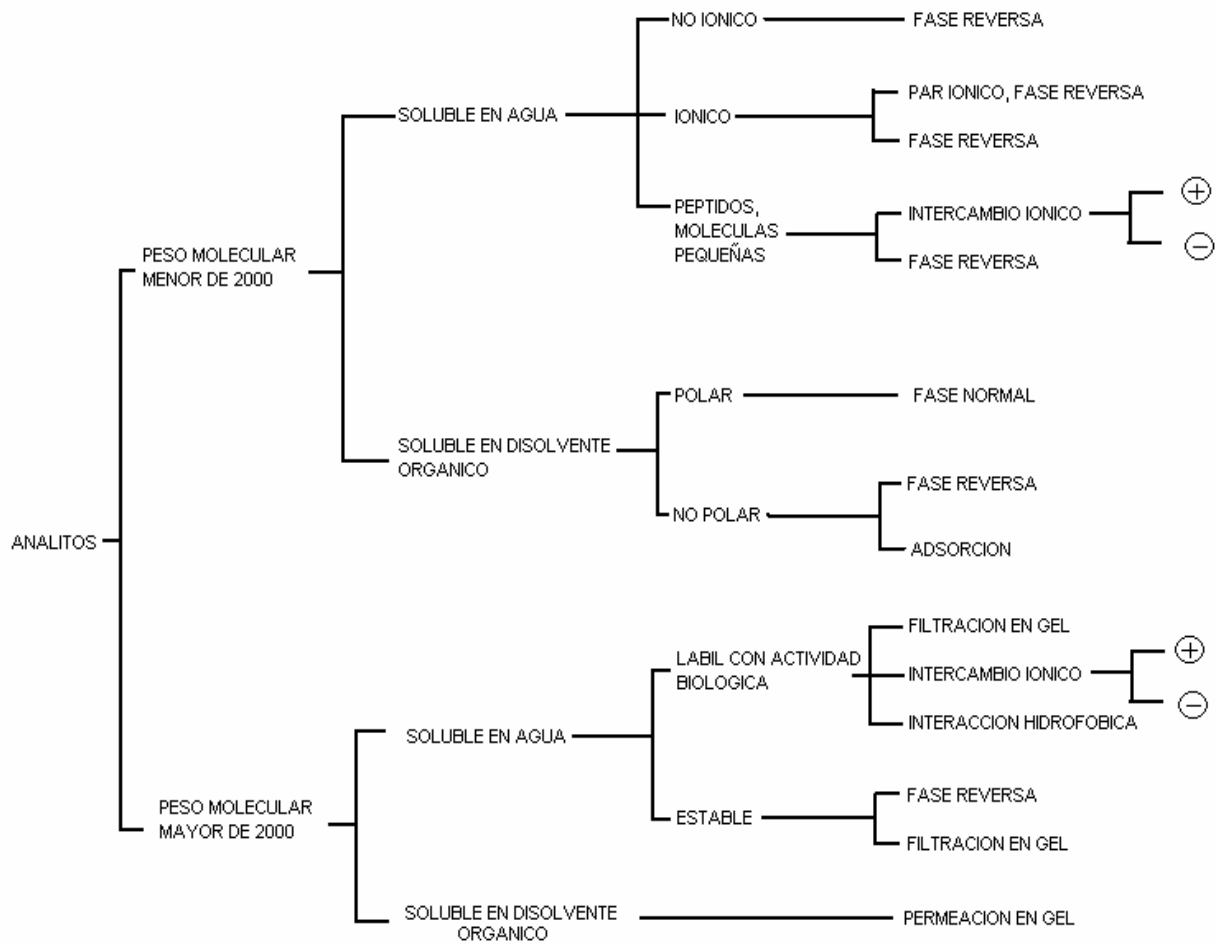 NO IONICO
FASE REVERSA
PAR IONICO, FASE REVERSA
SOLUBLE EN AGUA
IONICO
FASE REVERSA
+
PEPTIDOS,
MOLECULAS
PEQUEÑAS
INTERCAMBIO IONICO
−
FASE REVERSA
PESO MOLECULAR
MENOR DE 2000
POLAR
FASE NORMAL
SOLUBLE EN DISOLVENTE
ORGANICO
FASE REVERSA
NO POLAR
ADSORCION
ANALITOS
FILTRACION EN GEL
+
LABIL CON ACTIVIDAD
BIOLOGICA
INTERCAMBIO IONICO
−
INTERACCION HIDROFOBICA
SOLUBLE EN AGUA
FASE REVERSA
PESO MOLECULAR
MAYOR DE 2000
ESTABLE
FILTRACION EN GEL
SOLUBLE EN DISOLVENTE
ORGANICO
PERMEACION EN GEL